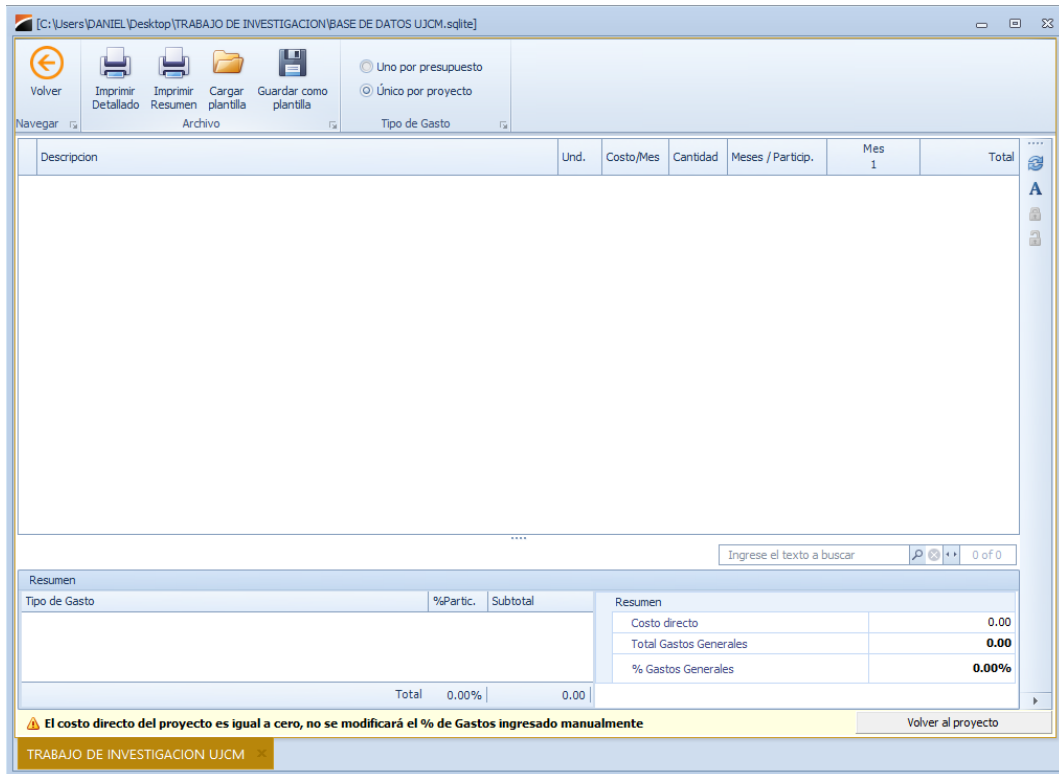 [C:\Users\DANIEL\Desktop\TRABAJO DE INVESTIGACION\BASE DE DATOS UJCM.sqlite]
Volver
Imprimir Detallado
Imprimir Resumen
Cargar plantilla
Guardar como plantilla
Uno por presupuesto
Único por proyecto
Navegar
Archivo
Tipo de Gasto
Descripcion Und. Costo/Mes Cantidad Meses / Particip. Mes 1 Total
A
Ingrese el texto a buscar 0 of 0
Resumen
Tipo de Gasto %Partic. Subtotal
Total 0.00% 0.00
Resumen
Costo directo 0.00
Total Gastos Generales 0.00
% Gastos Generales 0.00%
El costo directo del proyecto es igual a cero, no se modificará el % de Gastos ingresado manualmente
Volver al proyecto
TRABAJO DE INVESTIGACION UJCM